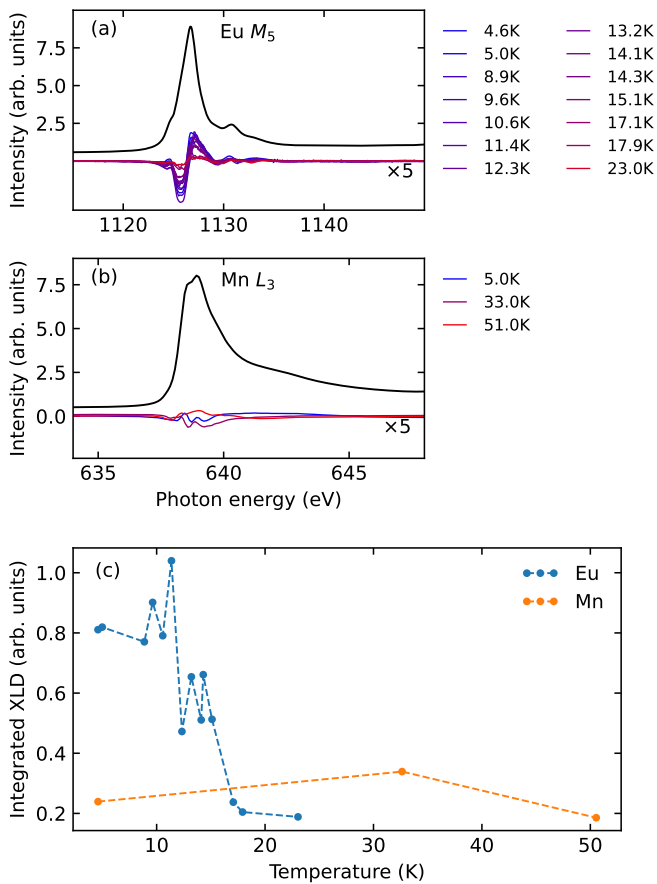 (a)
Eu M₅
Intensity (arb. units)
7.5
5.0
2.5
×5
1120
1130
1140
4.6K
5.0K
8.9K
9.6K
10.6K
11.4K
12.3K
13.2K
14.1K
14.3K
15.1K
17.1K
17.9K
23.0K
(b)
Mn L₃
Intensity (arb. units)
7.5
5.0
2.5
0.0
×5
635
640
645
Photon energy (eV)
5.0K
33.0K
51.0K
(c)
Integrated XLD (arb. units)
1.0
0.8
0.6
0.4
0.2
Eu
Mn
10
20
30
40
50
Temperature (K)